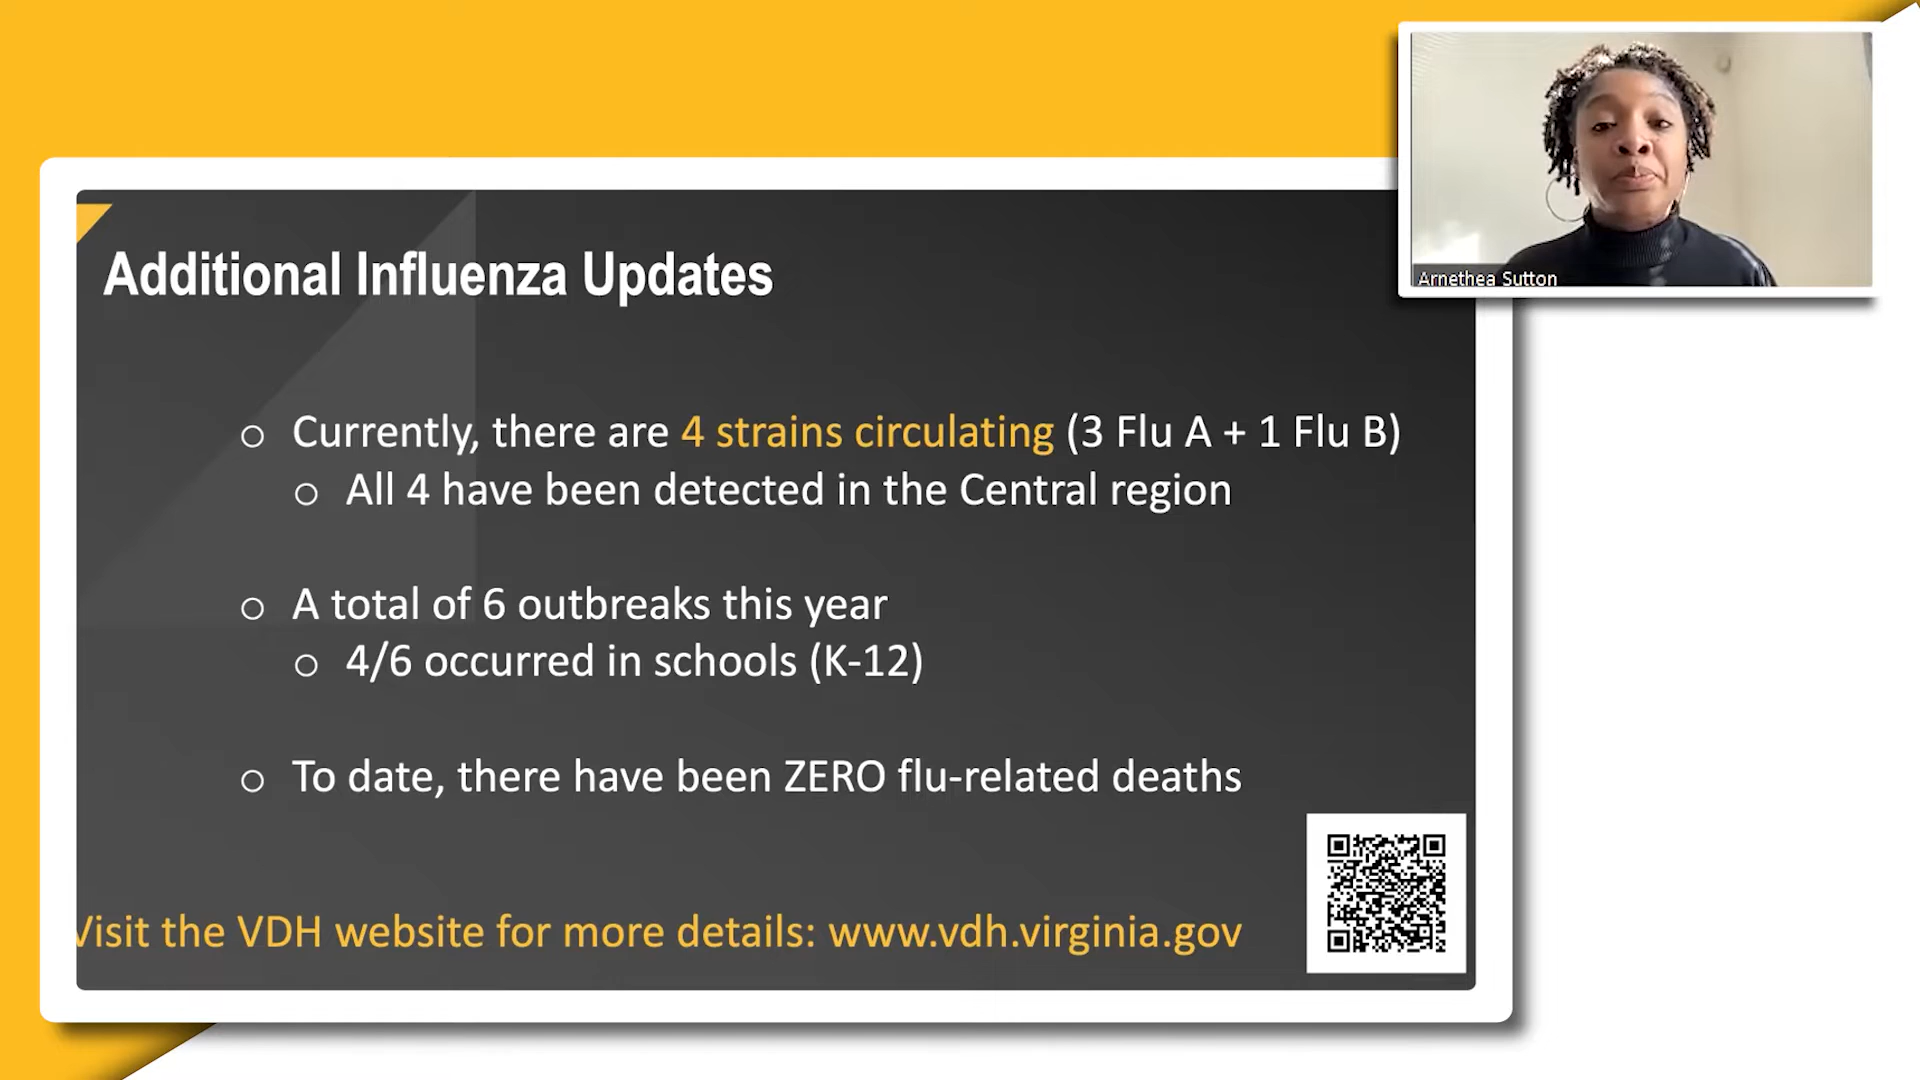 Arnethea Sutton
Additional Influenza Updates
Currently, there are 4 strains circulating (3 Flu A + 1 Flu B)
All 4 have been detected in the Central region
A total of 6 outbreaks this year
4/6 occurred in schools (K-12)
To date, there have been ZERO flu-related deaths
Visit the VDH website for more details: www.vdh.virginia.gov